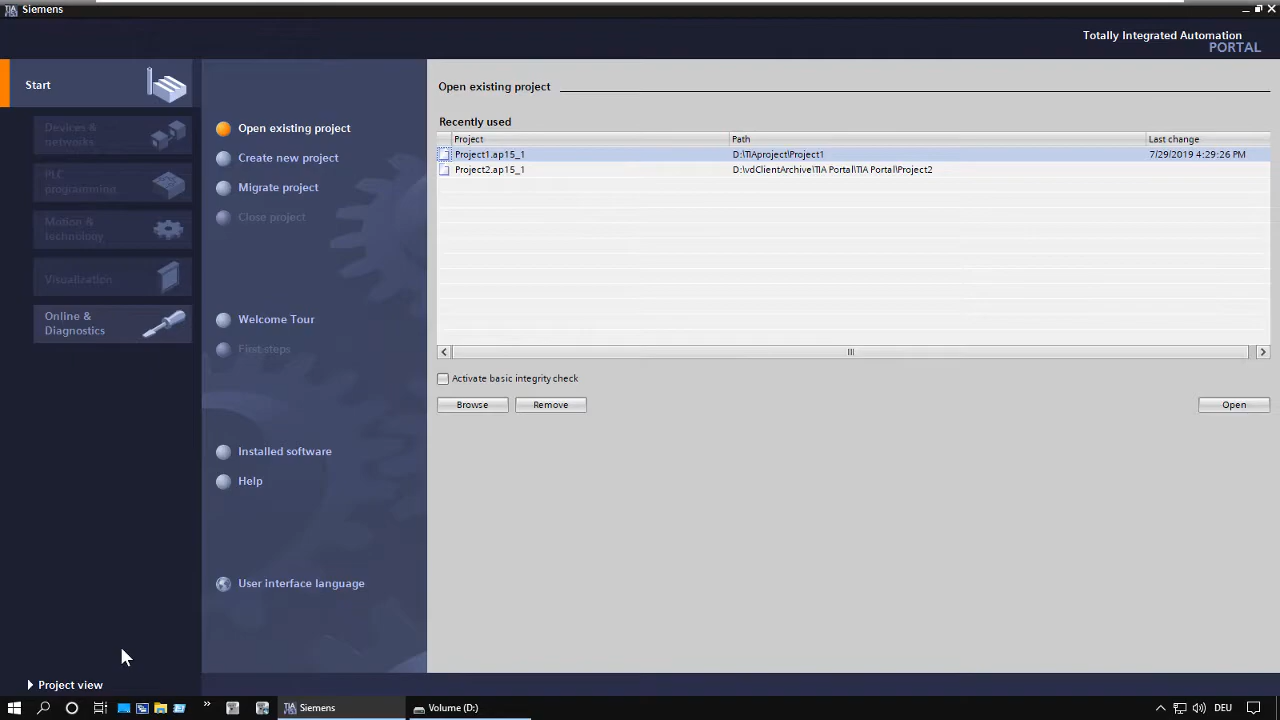 Siemens
Totally Integrated Automation
PORTAL
Start
Devices &
networks
PLC
programming
Motion &
technology
Visualization
Online &
Diagnostics
Open existing project
Create new project
Migrate project
Close project
Welcome Tour
First steps
Installed software
Help
User interface language
Open existing project
Recently used
Project Path Last change
Project1.ap15_1 D:\TIAproject\Project1 7/29/2019 4:29:26 PM
Project2.ap15_1 D:\vdClientArchive\TIA Portal\TIA Portal\Project2
Activate basic integrity check
Browse Remove Open
Project view
Siemens Volume (D:) DEU